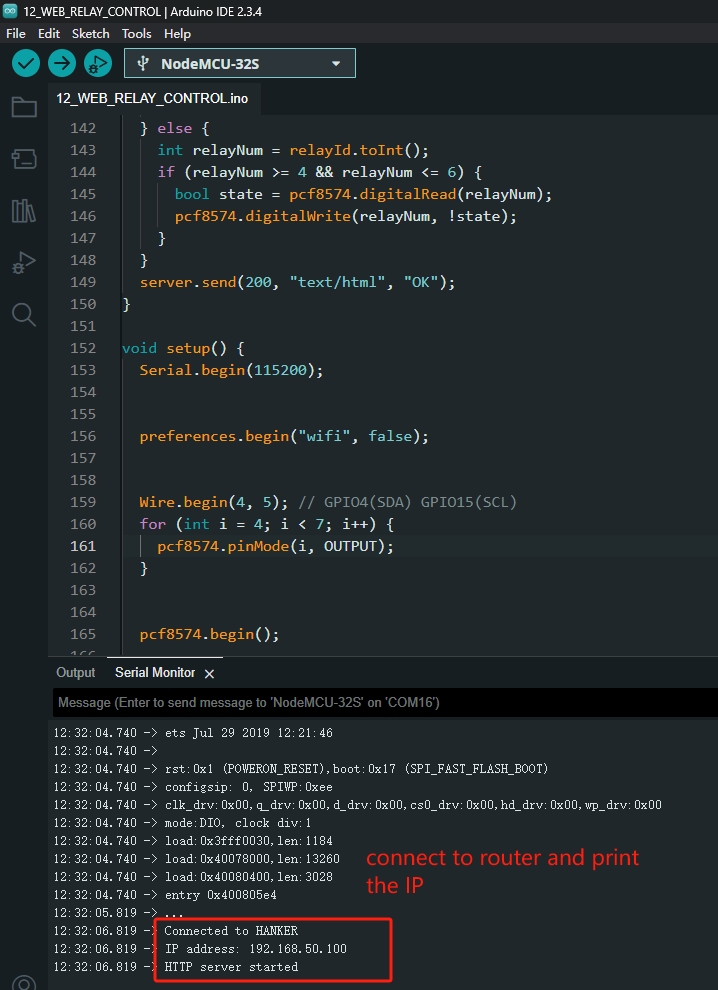 12_WEB_RELAY_CONTROL | Arduino IDE 2.3.4
File Edit Sketch Tools Help
NodeMCU-32S
12_WEB_RELAY_CONTROL.ino
142 } else {
143 int relayNum = relayId.toInt();
144 if (relayNum >= 4 && relayNum <= 6) {
145 bool state = pcf8574.digitalRead(relayNum);
146 pcf8574.digitalWrite(relayNum, !state);
147 }
148 }
149 server.send(200, "text/html", "OK");
150 }
151
152 void setup() {
153 Serial.begin(115200);
154
155
156 preferences.begin("wifi", false);
157
158
159 Wire.begin(4, 5); // GPIO4(SDA) GPIO15(SCL)
160 for (int i = 4; i < 7; i++) {
161 pcf8574.pinMode(i, OUTPUT);
162 }
163
164
165 pcf8574.begin();
Output Serial Monitor
Message (Enter to send message to 'NodeMCU-32S' on 'COM16')
12:32:04.740 -> ets Jul 29 2019 12:21:46
12:32:04.740 ->
12:32:04.740 -> rst:0x1 (POWERON_RESET),boot:0x17 (SPI_FAST_FLASH_BOOT)
12:32:04.740 -> configsip: 0, SPIWP:0xee
12:32:04.740 -> clk_drv:0x00,q_drv:0x00,d_drv:0x00,cs0_drv:0x00,hd_drv:0x00,wp_drv:0x00
12:32:04.740 -> mode:DIO, clock div:1
12:32:04.740 -> load:0x3fff0030,len:1184
12:32:04.740 -> load:0x40078000,len:13260
12:32:04.740 -> load:0x40080400,len:3028
12:32:04.740 -> entry 0x400805e4
12:32:05.819 -> ...
12:32:06.819 -> Connected to HANKER
12:32:06.819 -> IP address: 192.168.50.100
12:32:06.819 -> HTTP server started
connect to router and print
the IP